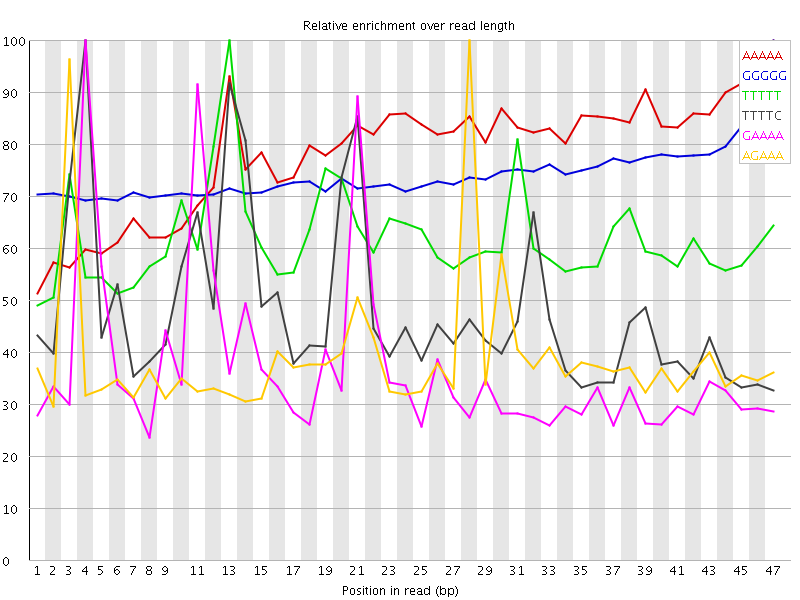 Relative enrichment over read length
100
90
80
70
60
50
40
30
20
10
0
AAAAA
GGGGG
TTTTT
TTTTC
GAAAA
AGAAA
1 2 3 4 5 6 7 8 9 11 13 15 17 19 21 23 25 27 29 31 33 35 37 39 41 43 45 47
Position in read (bp)